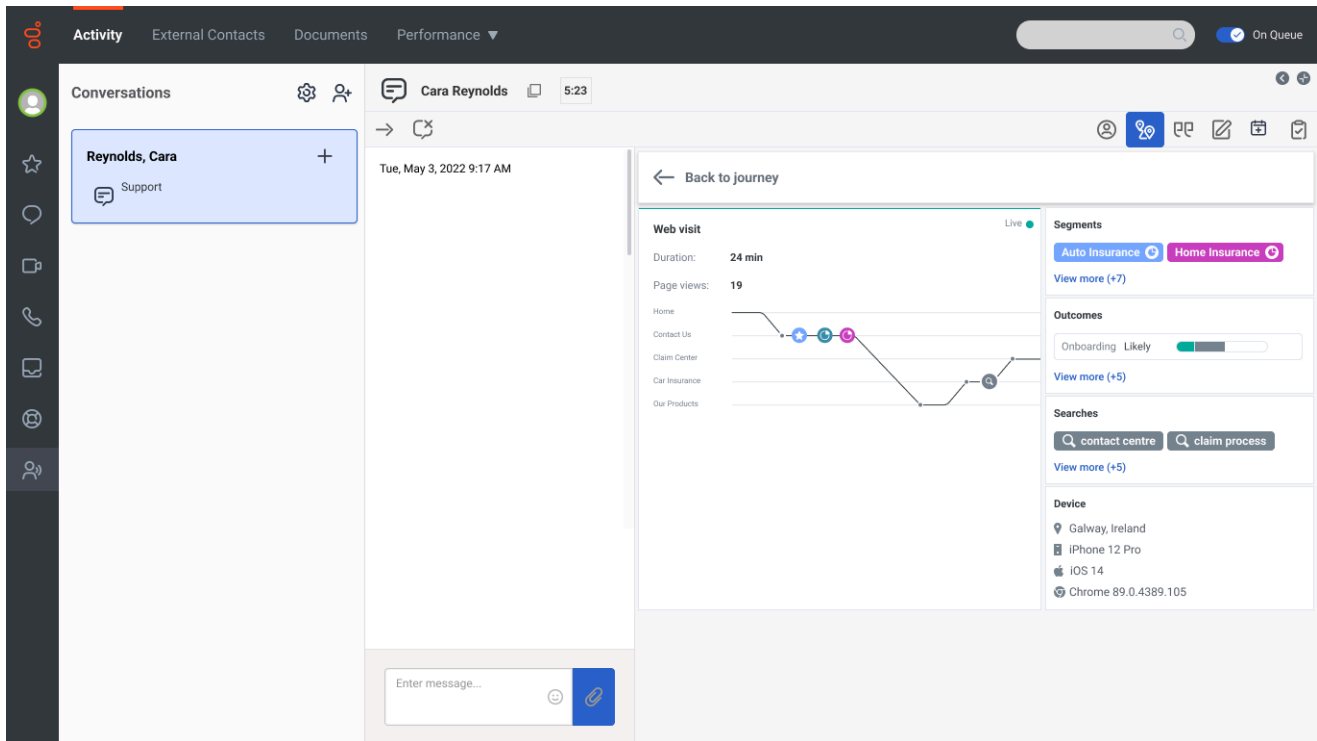 Activity External Contacts Documents Performance ▼
On Queue
Conversations
Reynolds, Cara
Support
Cara Reynolds 5:23
Tue, May 3, 2022 9:17 AM
Enter message...
Back to journey
Web visit Live
Duration: 24 min
Page views: 19
Home
Contact Us
Claim Center
Car Insurance
Our Products
Segments
Auto Insurance Home Insurance
View more (+7)
Outcomes
Onboarding Likely
View more (+5)
Searches
contact centre claim process
View more (+5)
Device
Galway, Ireland
iPhone 12 Pro
iOS 14
Chrome 89.0.4389.105